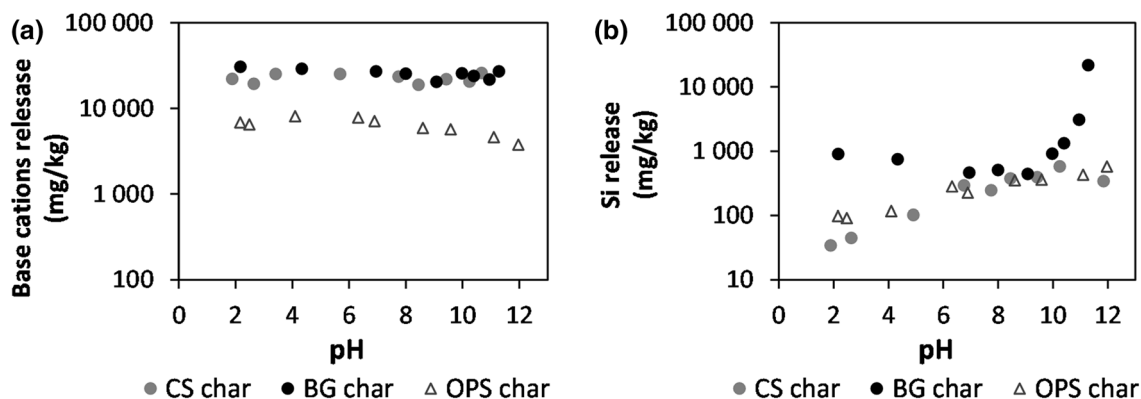 (a)
Base cations relesase
(mg/kg)
100 000
10 000
1 000
100
0 2 4 6 8 10 12
pH
CS char BG char OPS char
(b)
Si release
(mg/kg)
100 000
10 000
1 000
100
10
0 2 4 6 8 10 12
pH
CS char BG char OPS char